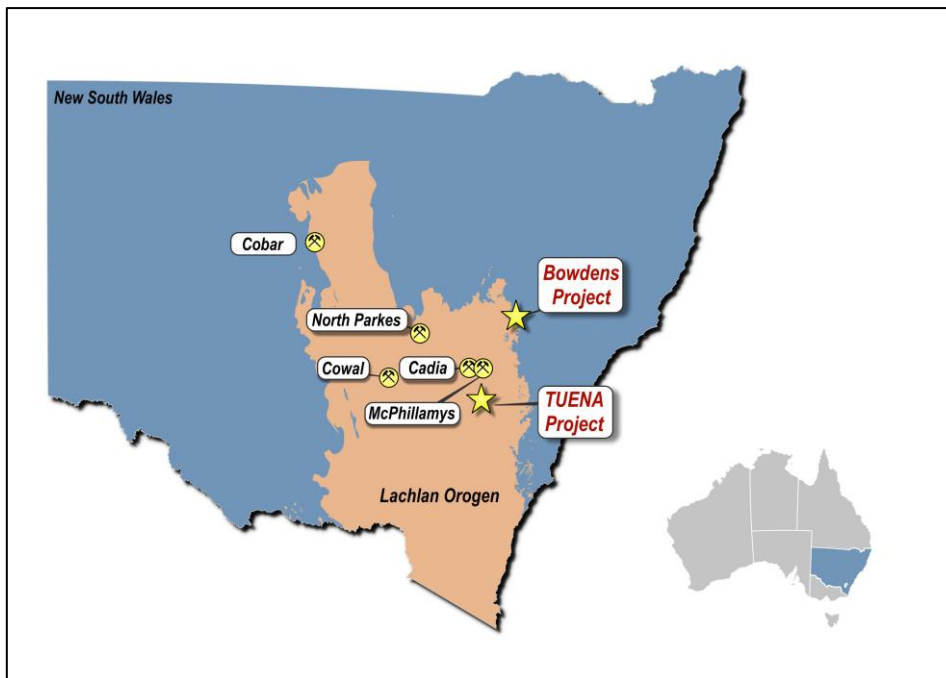 New South Wales
Cobar
Bowdens
Project
North Parkes
Cowal
Cadia
McPhillamys
TUENA
Project
Lachlan Orogen